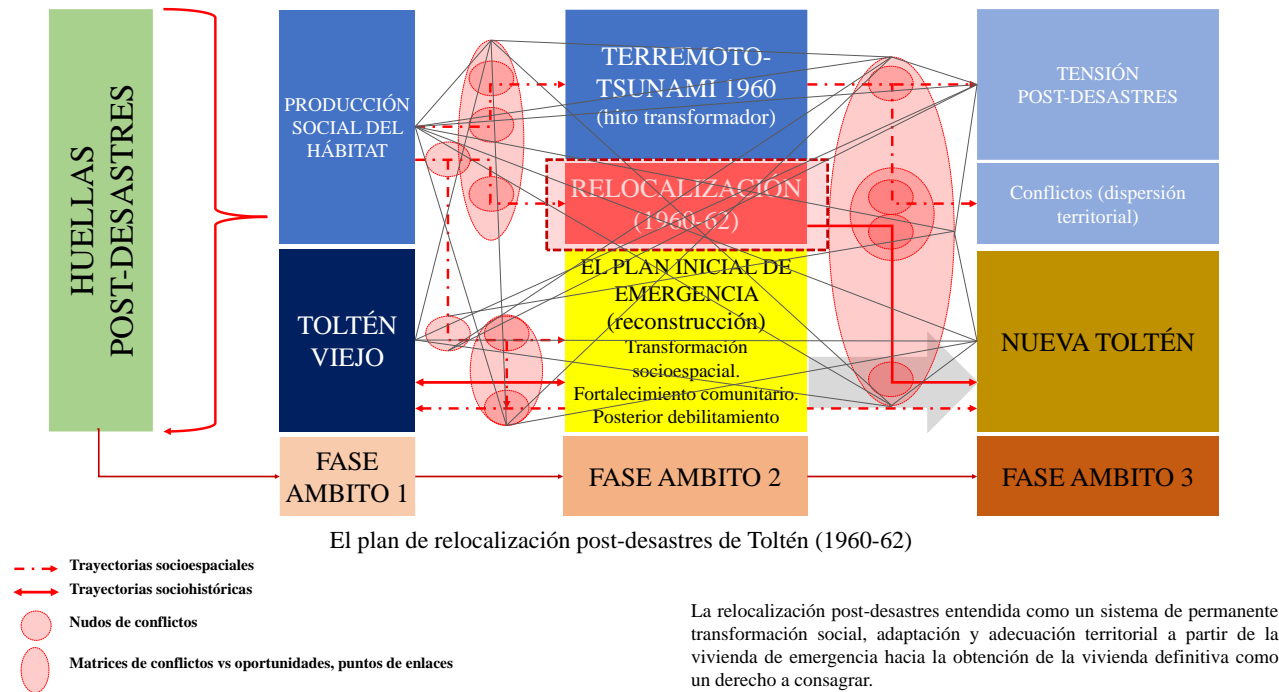 HUELLAS
POST-DESASTRES
PRODUCCIÓN
SOCIAL DEL
HÁBITAT
TOLTÉN
VIEJO
FASE
AMBITO 1
TERREMOTO-
TSUNAMI 1960
(hito transformador)
RELOCALIZACIÓN
(1960-62)
EL PLAN INICIAL DE
EMERGENCIA
(reconstrucción)
Transformación
socioespacial.
Fortalecimiento comunitario.
Posterior debilitamiento
FASE AMBITO 2
TENSIÓN
POST-DESASTRES
Conflictos (dispersión
territorial)
NUEVA TOLTÉN
FASE AMBITO 3
El plan de relocalización post-desastres de Toltén (1960-62)
Trayectorias socioespaciales
Trayectorias sociohistóricas
Nudos de conflictos
Matrices de conflictos vs oportunidades, puntos de enlaces
La relocalización post-desastres entendida como un sistema de permanente
transformación social, adaptación y adecuación territorial a partir de la
vivienda de emergencia hacia la obtención de la vivienda definitiva como
un derecho a consagrar.